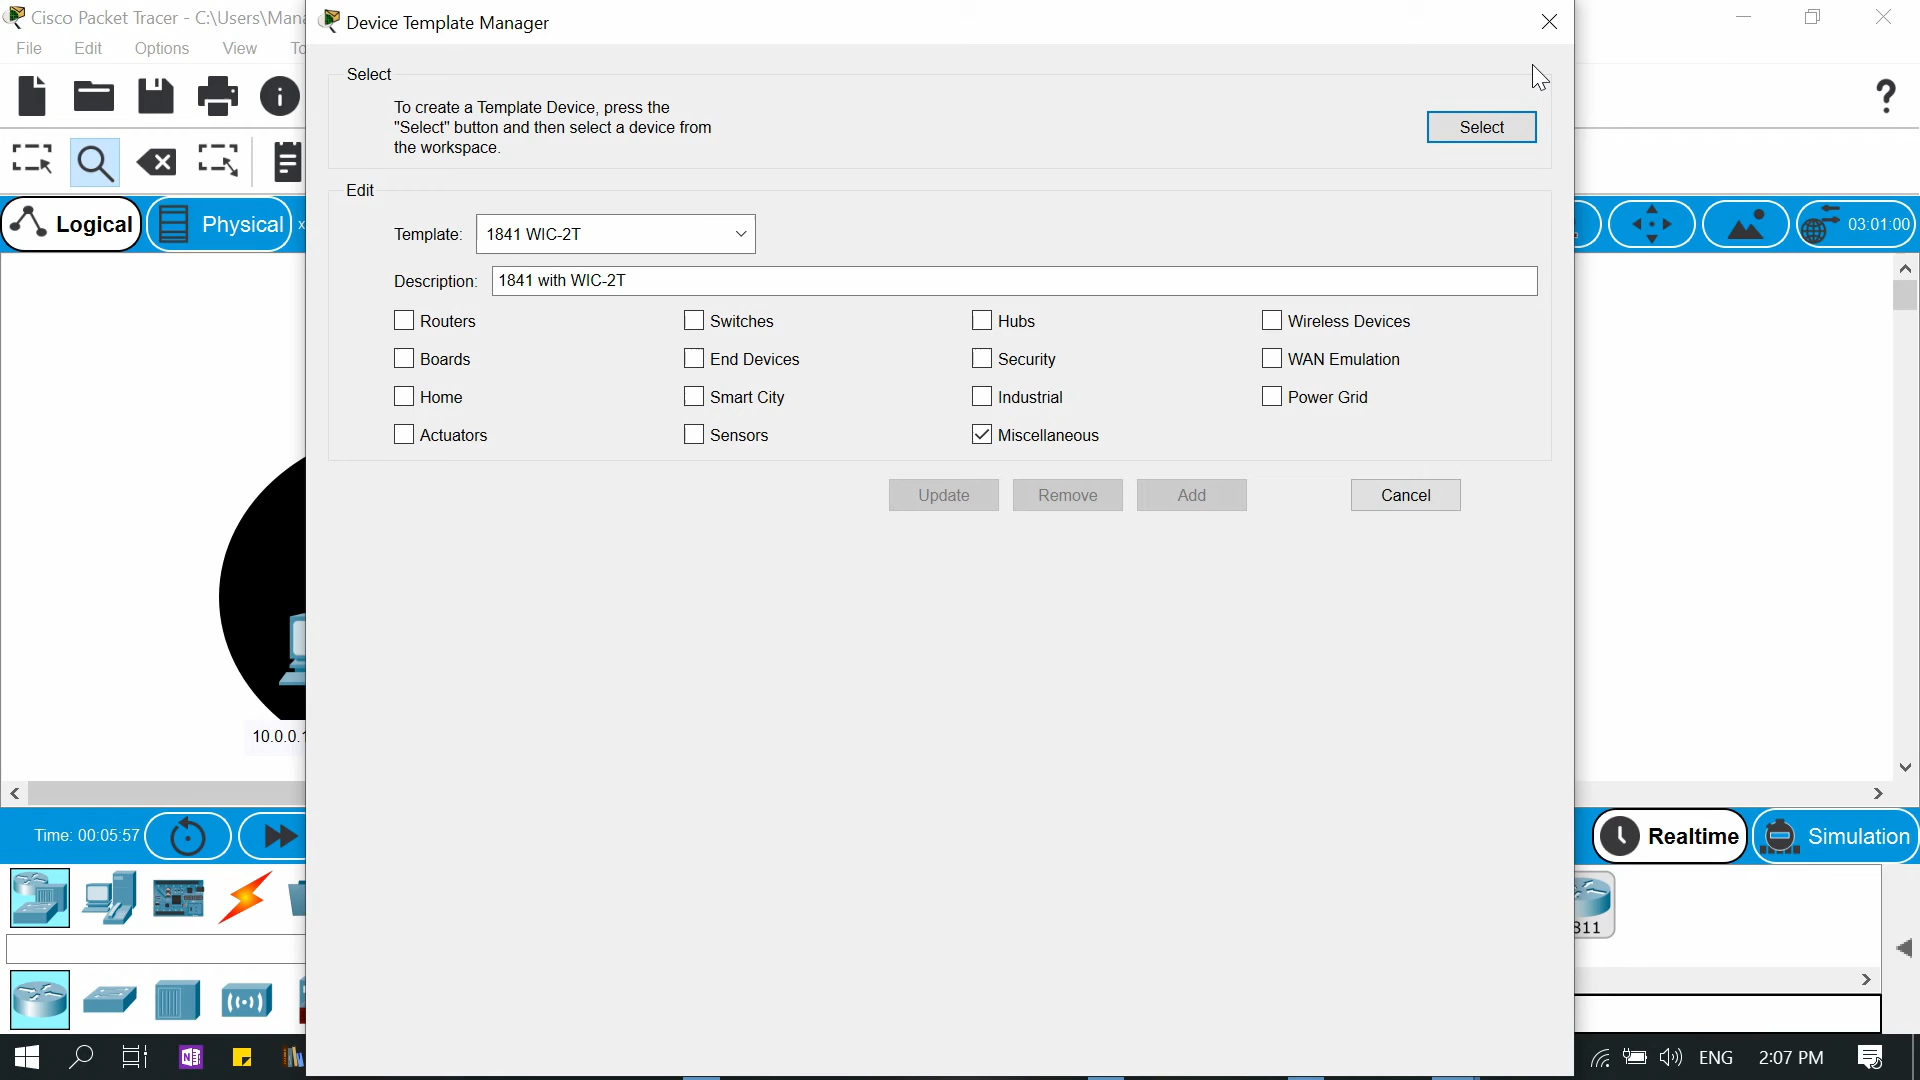 Cisco Packet Tracer - C:\Users\Mana
Device Template Manager
File Edit Options View To
Select
To create a Template Device, press the
"Select" button and then select a device from
the workspace.
Select
Edit
Logical
Physical
x
03:01:00
Template: 1841 WIC-2T
Description: 1841 with WIC-2T
Routers Switches Hubs Wireless Devices
Boards End Devices Security WAN Emulation
Home Smart City Industrial Power Grid
Actuators Sensors Miscellaneous
Update Remove Add Cancel
10.0.0.1
Time: 00:05:57
Realtime Simulation
811
ENG 2:07 PM